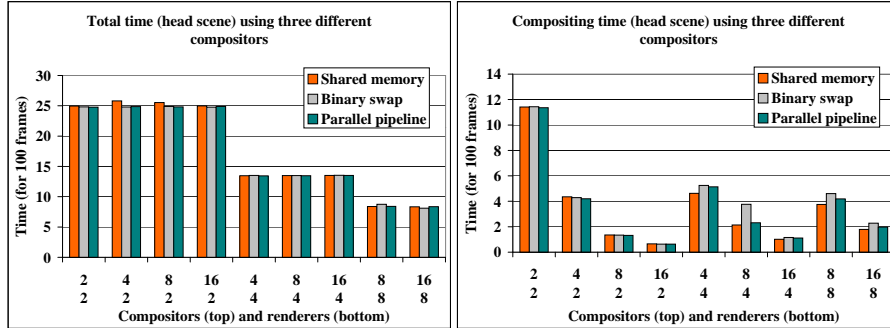 Total time (head scene) using three different
compositors
30
25
20
15
10
5
0
Time (for 100 frames)
Shared memory
Binary swap
Parallel pipeline
2 4 8 16 4 8 16 8 16
2 2 2 2 4 4 4 8 8
Compositors (top) and renderers (bottom)
Compositing time (head scene) using three different
compositors
14
12
10
8
6
4
2
0
Time (for 100 frames)
Shared memory
Binary swap
Parallel pipeline
2 4 8 16 4 8 16 8 16
2 2 2 2 4 4 4 8 8
Compositors (top) and renderers (bottom)